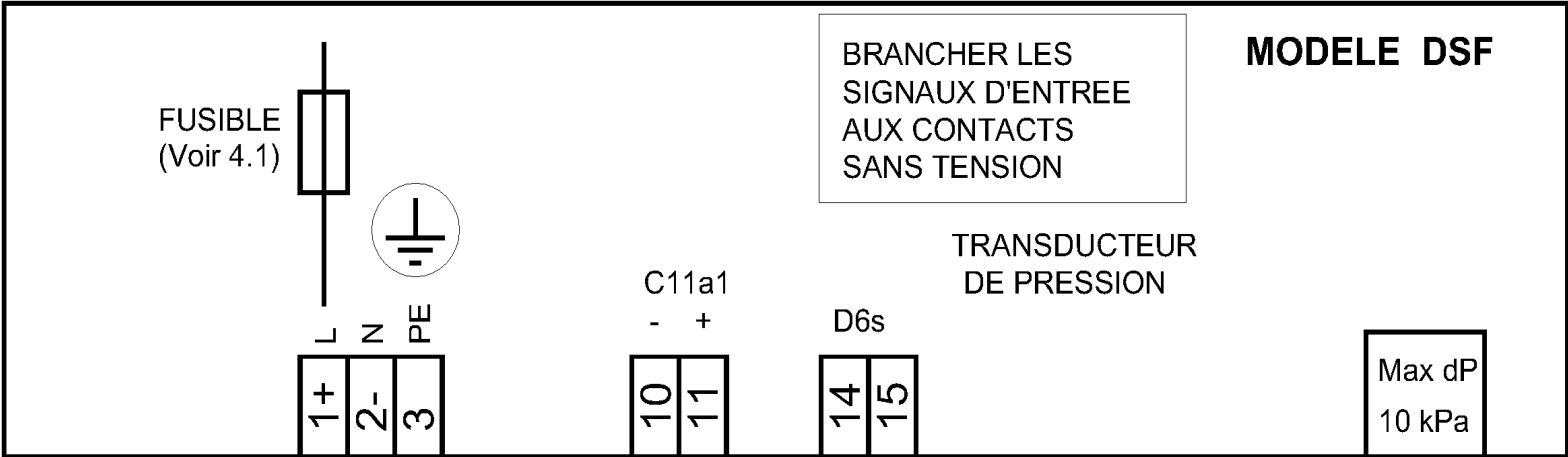 MODELE DSF
BRANCHER LES
SIGNAUX D'ENTREE
AUX CONTACTS
SANS TENSION
FUSIBLE
(Voir 4.1)
TRANSDUCTEUR
DE PRESSION
C11a1
- +
D6s
L N PE
1+ 2- 3
10 11
14 15
Max dP
10 kPa